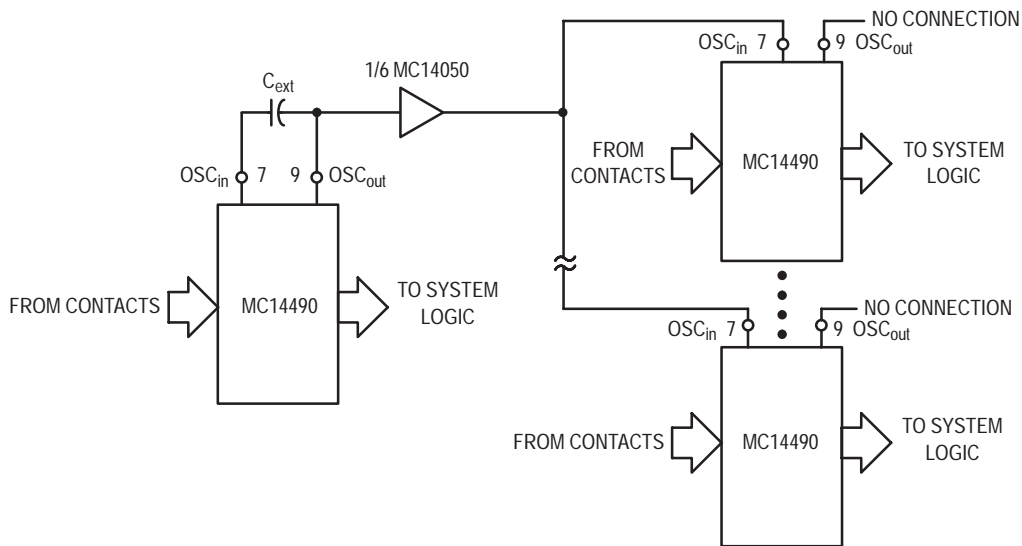 NO CONNECTION
OSCin 7 9 OSCout
1/6 MC14050
Cext
FROM
CONTACTS
MC14490
TO SYSTEM
LOGIC
OSCin 7 9 OSCout
FROM CONTACTS
MC14490
TO SYSTEM
LOGIC
NO CONNECTION
OSCin 7 9 OSCout
FROM CONTACTS
MC14490
TO SYSTEM
LOGIC